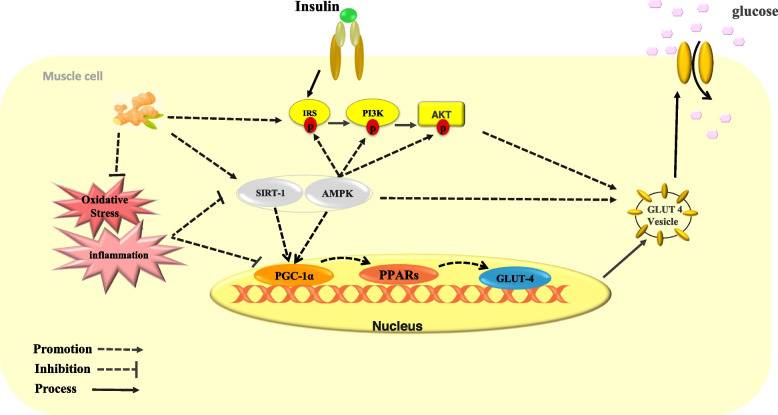 Insulin
glucose
Muscle cell
IRS
p
PI3K
p
AKT
p
Oxidative
Stress
SIRT-1
AMPK
GLUT 4
Vesicle
inflammation
PGC-1α
PPARs
GLUT-4
Nucleus
Promotion
Inhibition
Process